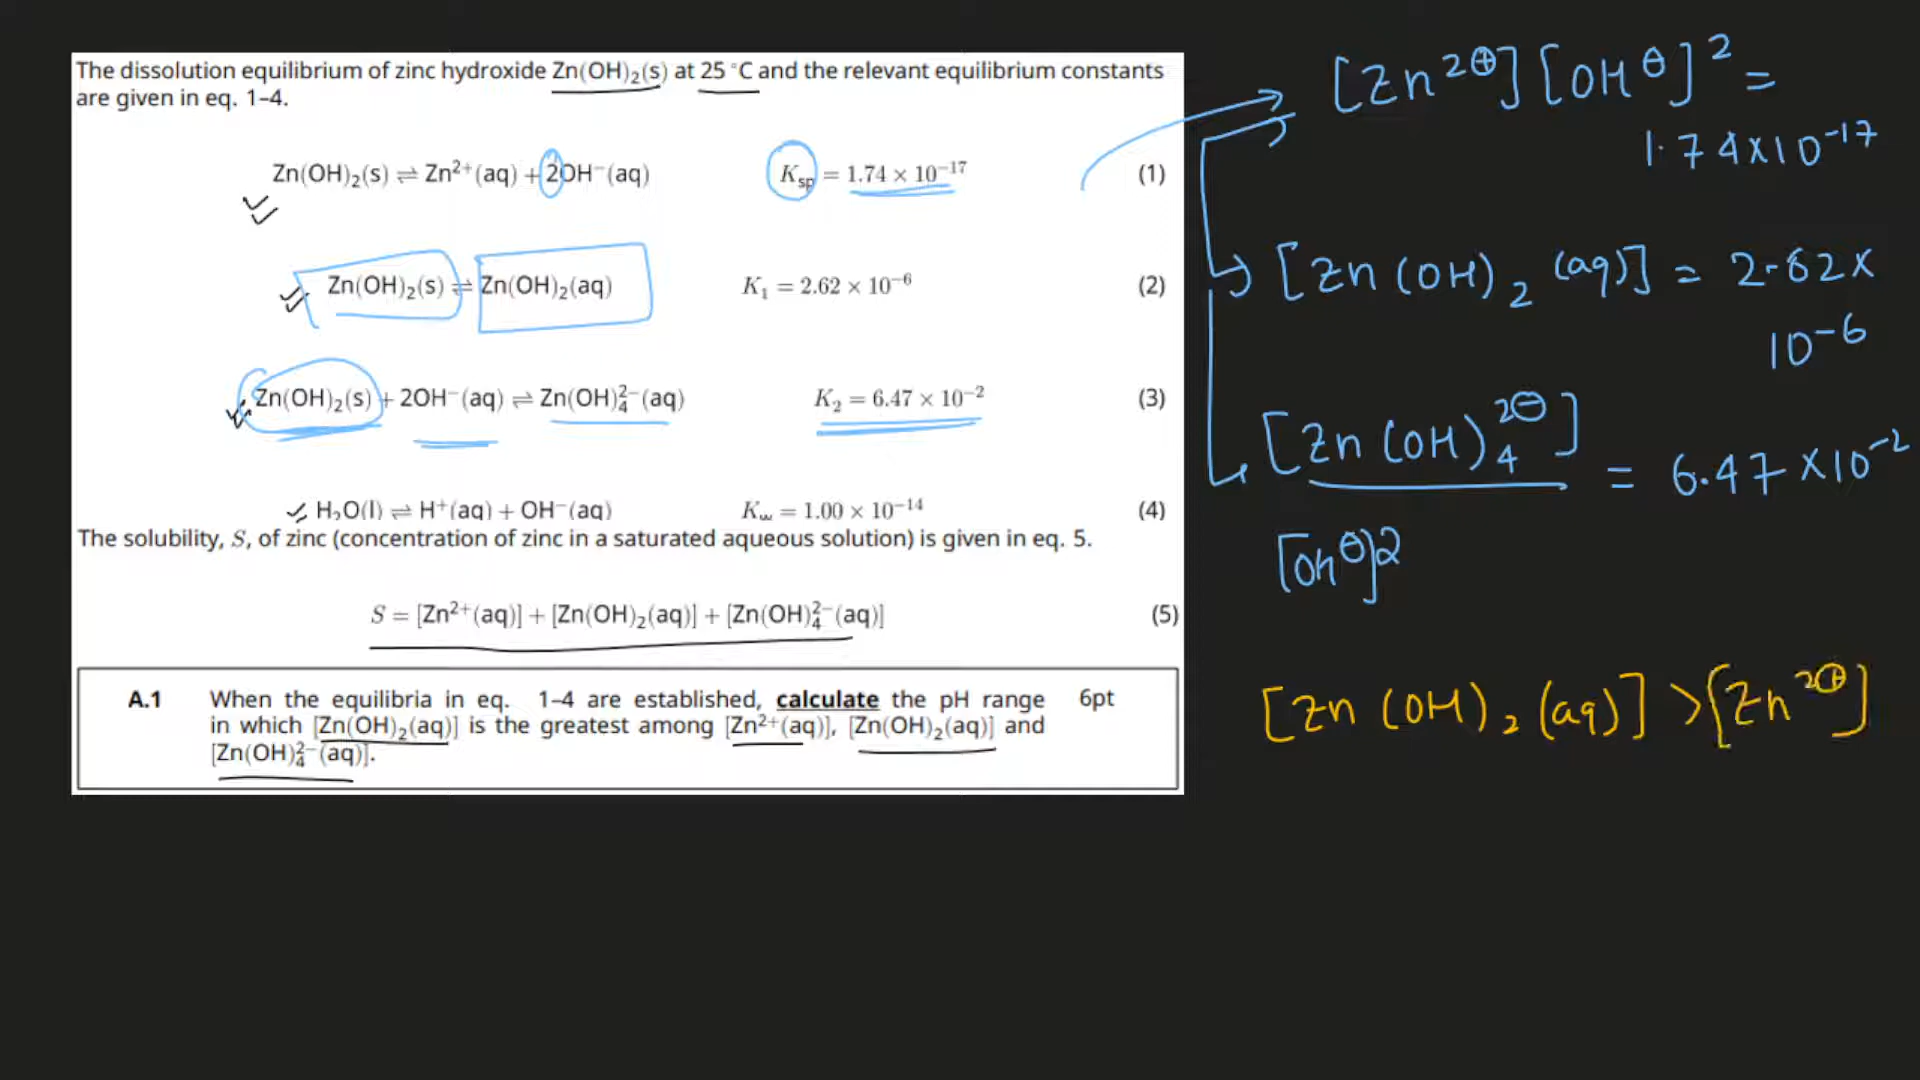 The dissolution equilibrium of zinc hydroxide Zn(OH)₂(s) at 25 °C and the relevant equilibrium constants
are given in eq. 1–4.
Zn(OH)₂(s) ⇌ Zn²⁺(aq) + 2OH⁻(aq) Kₛₚ = 1.74 × 10⁻¹⁷ (1)
Zn(OH)₂(s) ⇌ Zn(OH)₂(aq) K₁ = 2.62 × 10⁻⁶ (2)
Zn(OH)₂(s) + 2OH⁻(aq) ⇌ Zn(OH)₄²⁻(aq) K₂ = 6.47 × 10⁻² (3)
H₂O(l) ⇌ H⁺(aq) + OH⁻(aq) K_w = 1.00 × 10⁻¹⁴ (4)
The solubility, S, of zinc (concentration of zinc in a saturated aqueous solution) is given in eq. 5.
S = [Zn²⁺(aq)] + [Zn(OH)₂(aq)] + [Zn(OH)₄²⁻(aq)] (5)
A.1 When the equilibria in eq. 1–4 are established, calculate the pH range 6pt
in which [Zn(OH)₂(aq)] is the greatest among [Zn²⁺(aq)], [Zn(OH)₂(aq)] and
[Zn(OH)₄²⁻(aq)].
[Zn²⊕][OH⊖]² =
1.74×10⁻¹⁷
[Zn(OH)₂(aq)] = 2.62×
10⁻⁶
[Zn(OH)₄²⊖] = 6.47×10⁻²
[OH⊖]²
[Zn(OH)₂(aq)] > [Zn²⊕]